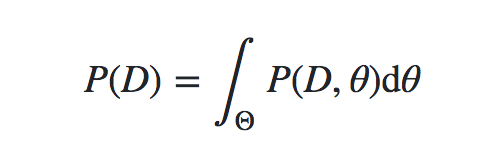 P(D) = ∫_Θ P(D, θ)dθ